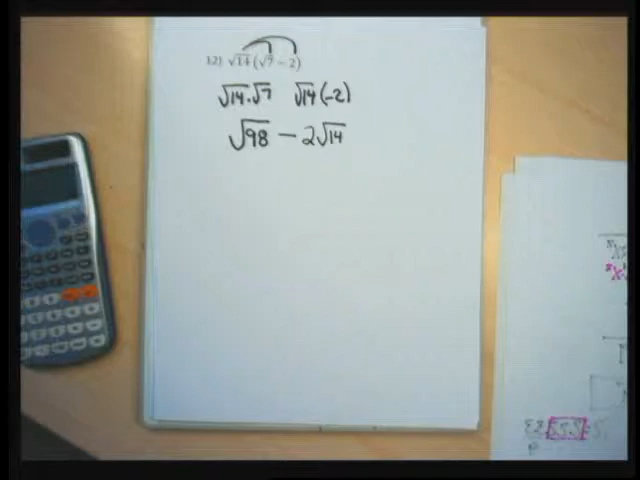 12) √14 (√7 − 2)
√14 · √7   √14 (−2)
√98 − 2√14